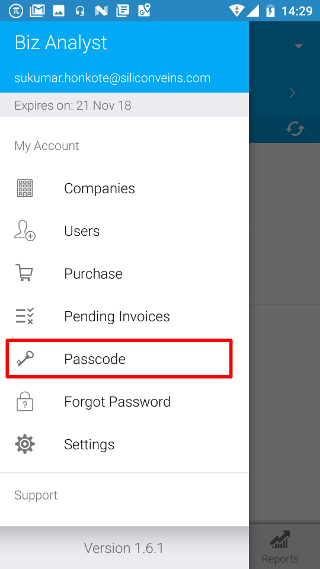 14:29
Biz Analyst
sukumar.honkote@siliconveins.com
Expires on: 21 Nov 18
My Account
Companies
Users
Purchase
Pending Invoices
Passcode
Forgot Password
Settings
Support
Version 1.6.1
Reports